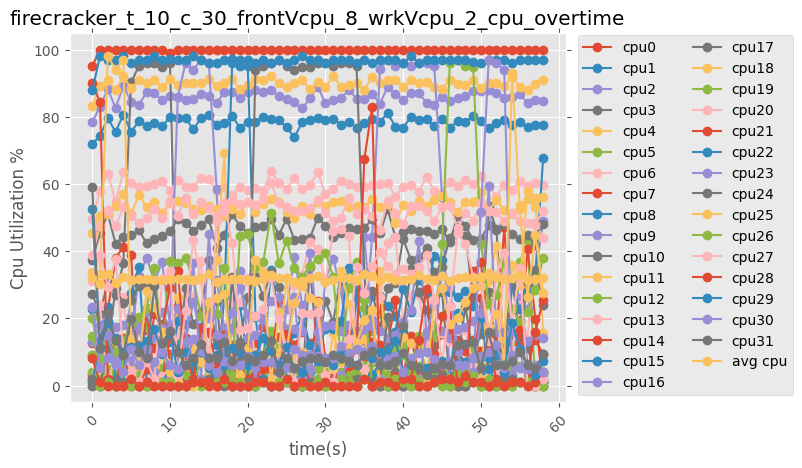 firecracker_t_10_c_30_frontVcpu_8_wrkVcpu_2_cpu_overtime
Cpu Utilization %
100
80
60
40
20
0
0
10
20
30
40
50
60
time(s)
cpu0
cpu1
cpu2
cpu3
cpu4
cpu5
cpu6
cpu7
cpu8
cpu9
cpu10
cpu11
cpu12
cpu13
cpu14
cpu15
cpu16
cpu17
cpu18
cpu19
cpu20
cpu21
cpu22
cpu23
cpu24
cpu25
cpu26
cpu27
cpu28
cpu29
cpu30
cpu31
avg cpu